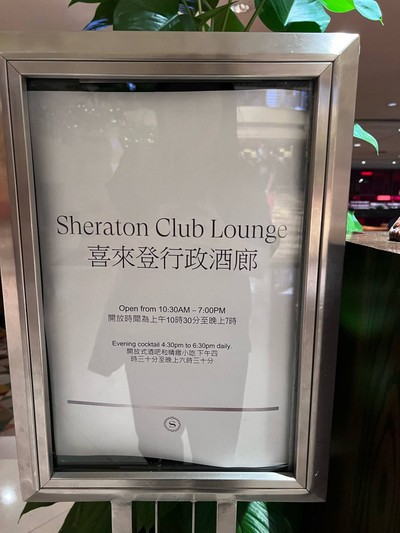 Sheraton Club Lounge
喜來登行政酒廊
Open from 10:30AM – 7:00PM
開放時間為上午10時30分至晚上7時
Evening cocktail 4:30pm to 6:30pm daily.
開放式酒吧和精緻小吃 下午四
時三十分至晚上六時三十分
S